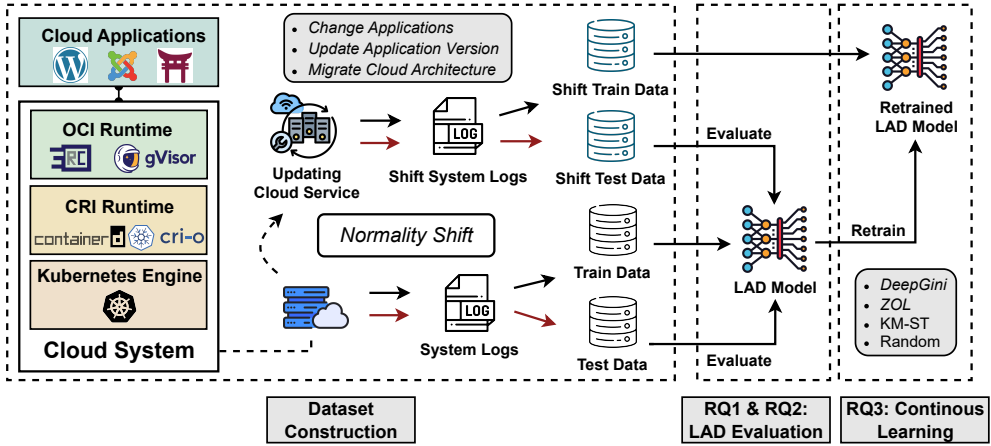 Cloud Applications
OCI Runtime
RC
gVisor
CRI Runtime
containerd
cri-o
Kubernetes Engine
Cloud System
• Change Applications
• Update Application Version
• Migrate Cloud Architecture
Updating
Cloud Service
LOG
Shift System Logs
Shift Train Data
Shift Test Data
Normality Shift
LOG
System Logs
Train Data
Test Data
Evaluate
LAD Model
Evaluate
Retrained
LAD Model
Retrain
• DeepGini
• ZOL
• KM-ST
• Random
Dataset
Construction
RQ1 & RQ2:
LAD Evaluation
RQ3: Continous
Learning